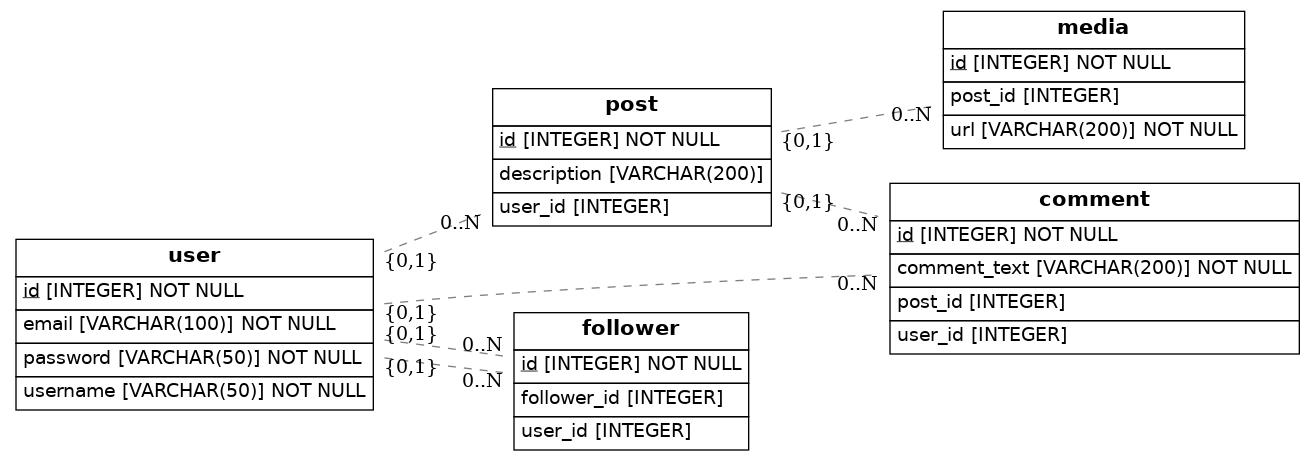 media
id [INTEGER] NOT NULL
post_id [INTEGER]
url [VARCHAR(200)] NOT NULL
post
id [INTEGER] NOT NULL
description [VARCHAR(200)]
user_id [INTEGER]
0..N
{0,1}
comment
id [INTEGER] NOT NULL
comment_text [VARCHAR(200)] NOT NULL
post_id [INTEGER]
user_id [INTEGER]
{0,1}
0..N
user
id [INTEGER] NOT NULL
email [VARCHAR(100)] NOT NULL
password [VARCHAR(50)] NOT NULL
username [VARCHAR(50)] NOT NULL
0..N
{0,1}
0..N
{0,1}
{0,1}
0..N
{0,1}
0..N
follower
id [INTEGER] NOT NULL
follower_id [INTEGER]
user_id [INTEGER]